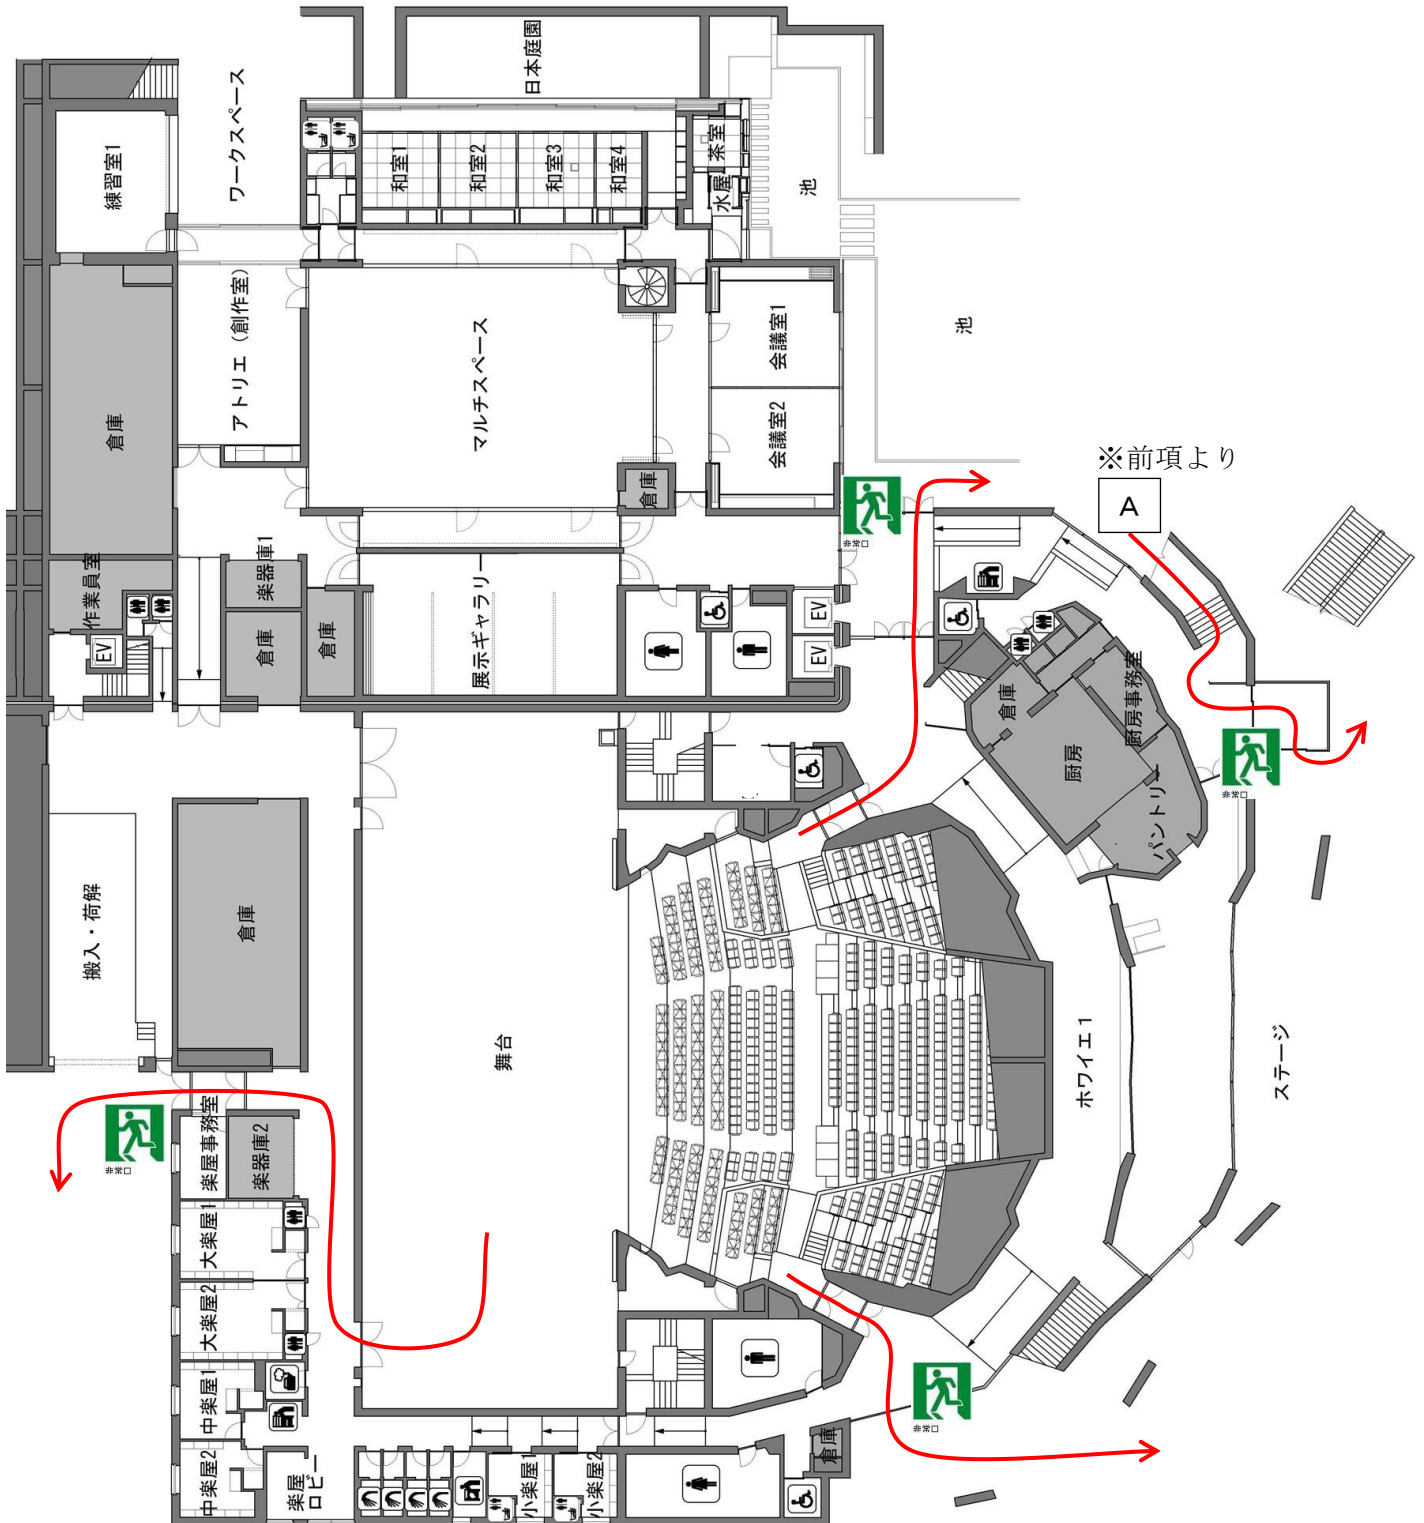 日本庭園
ワークスペース
練習室1
和室1
和室2
和室3
和室4
茶室
水屋
池
池
アトリエ（創作室）
マルチスペース
会議室1
会議室2
倉庫
倉庫
※前項より
A
非常口
作業員室
楽器庫1
EV
倉庫
倉庫
展示ギャラリー
EV
EV
倉庫
厨房事務室
厨房
パントリー
非常口
搬入・荷解
倉庫
舞台
ホワイエ1
ステージ
非常口
楽屋事務室
楽器庫2
大楽屋1
大楽屋2
中楽屋1
中楽屋2
楽屋
ロビー
小楽屋1
小楽屋2
倉庫
非常口